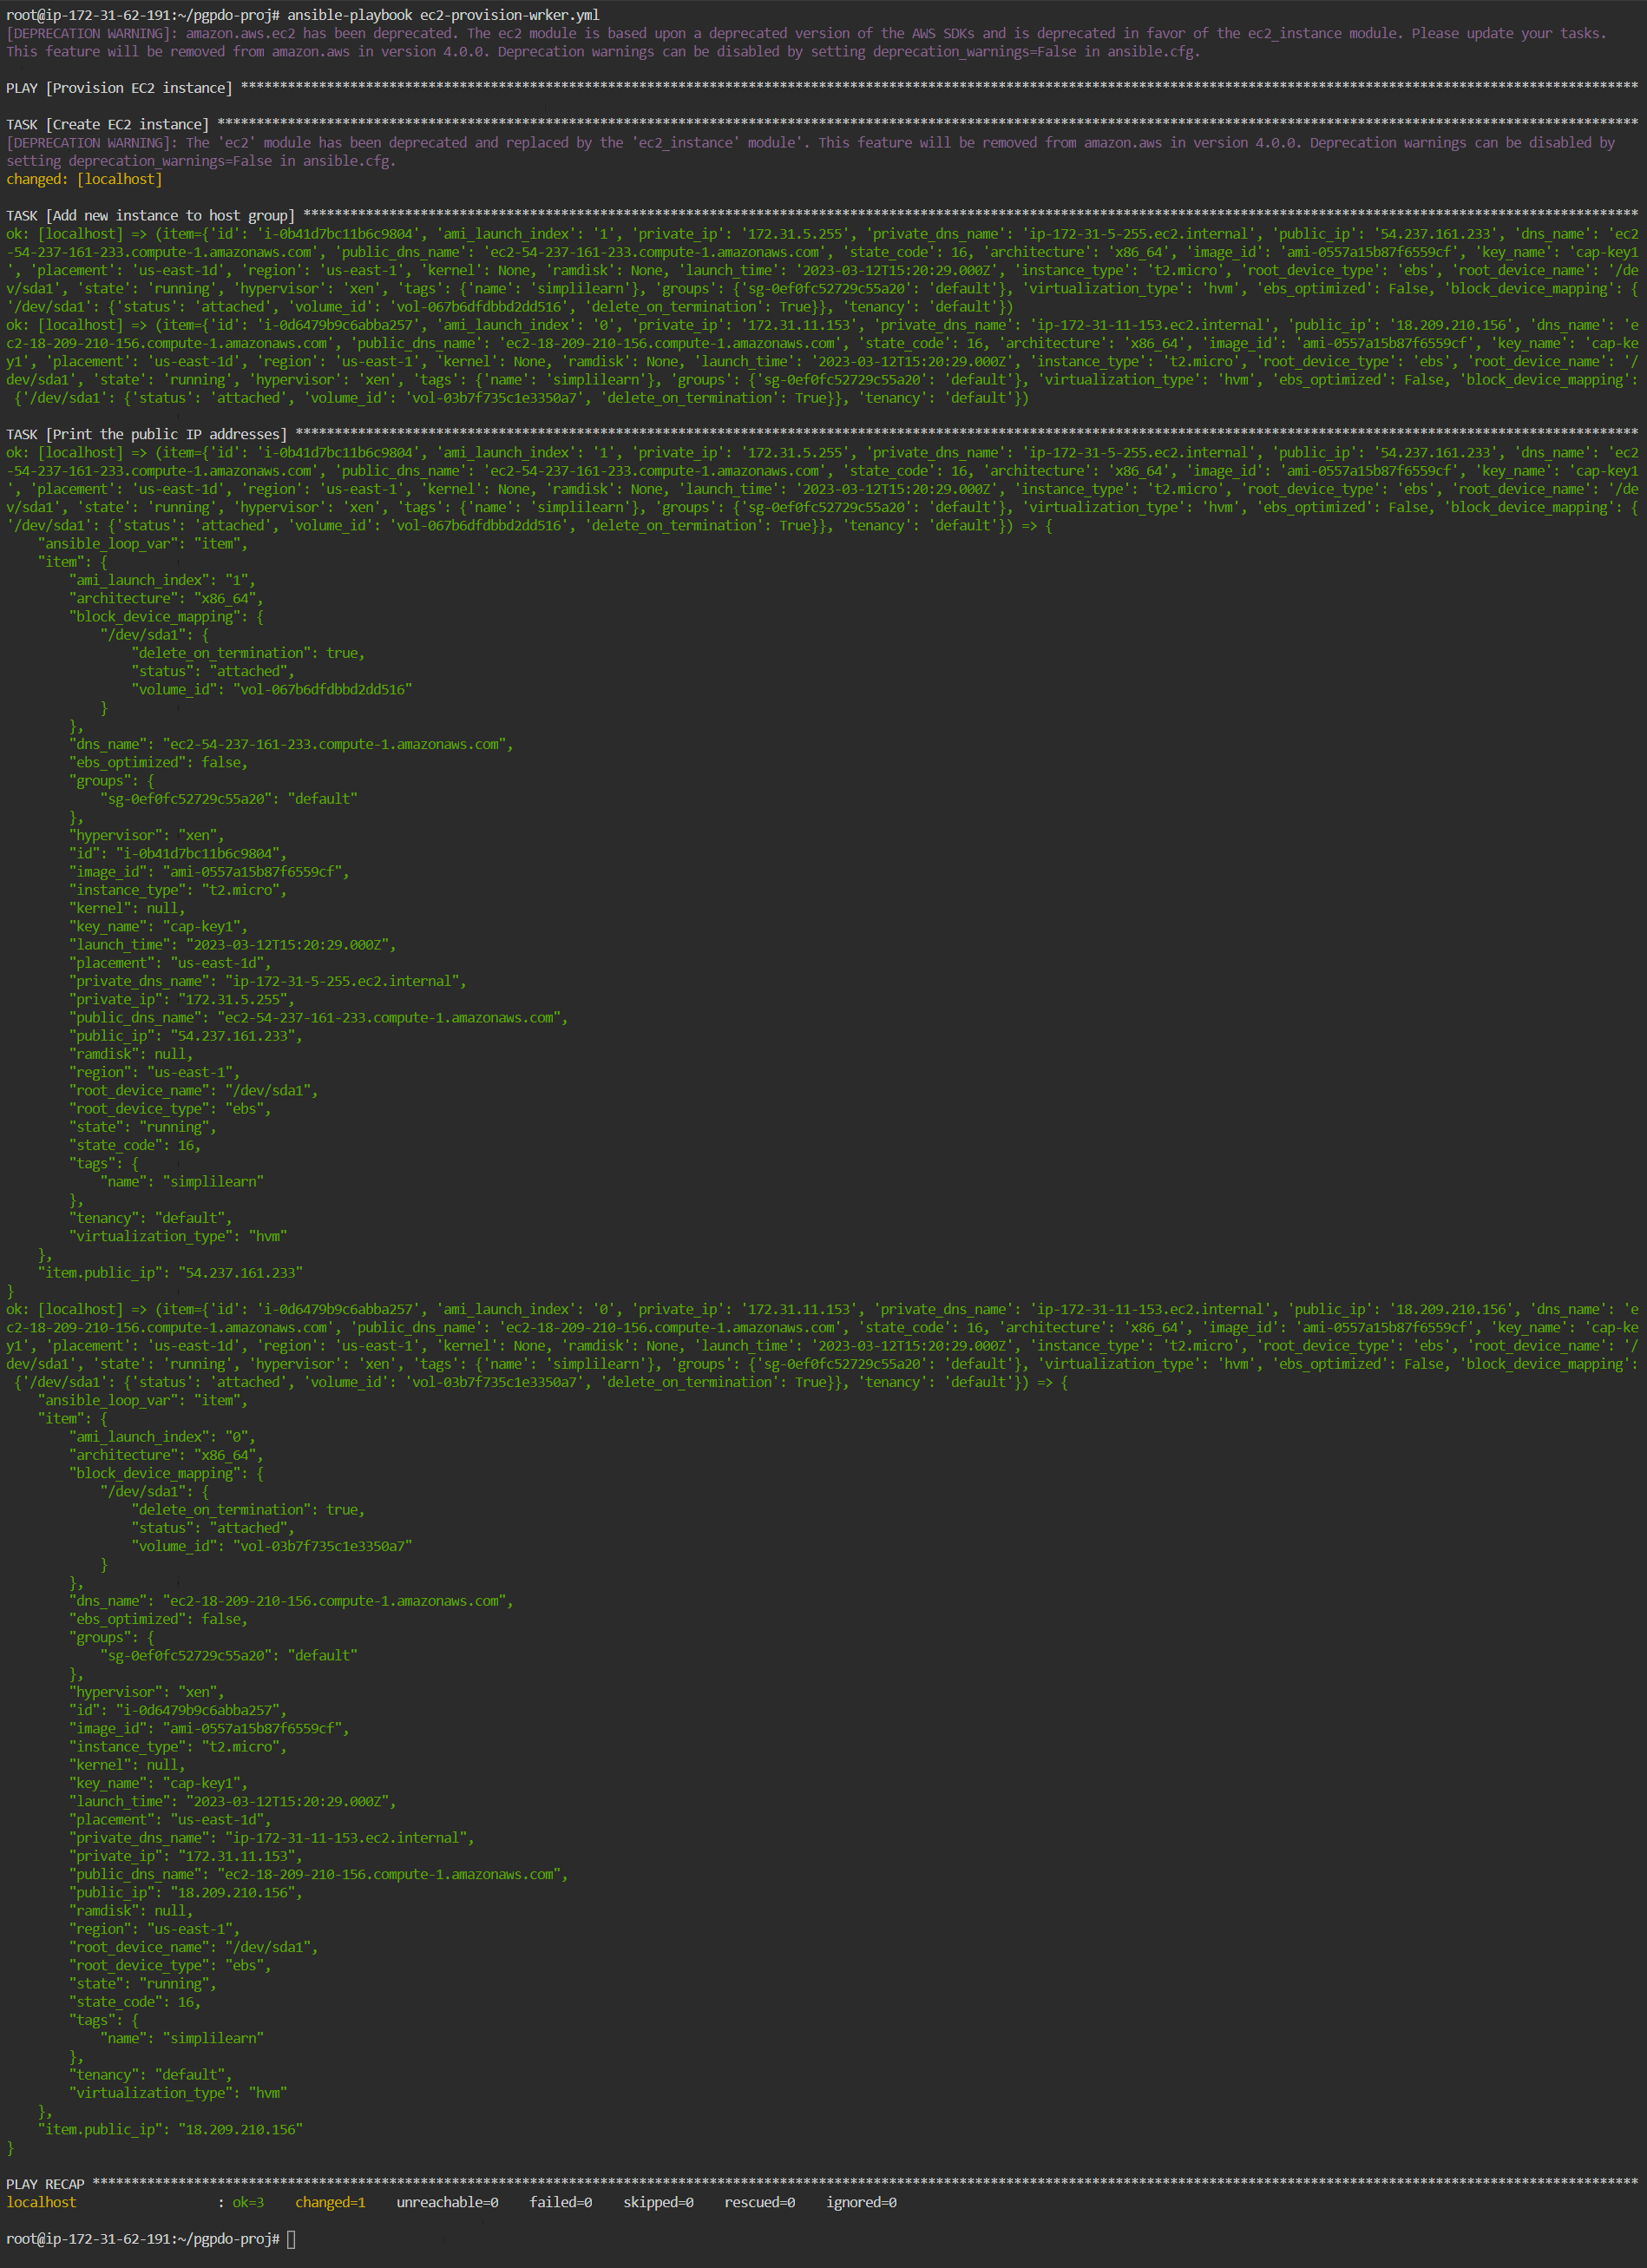 root@ip-172-31-62-191:~/pgpdo-proj# ansible-playbook ec2-provision-wrker.yml
[DEPRECATION WARNING]: amazon.aws.ec2 has been deprecated. The ec2 module is based upon a deprecated version of the AWS SDKs and is deprecated in favor of the ec2_instance module. Please update your tasks.
This feature will be removed from amazon.aws in version 4.0.0. Deprecation warnings can be disabled by setting deprecation_warnings=False in ansible.cfg.

PLAY [Provision EC2 instance] ************************************************************************************************************************************************************************************

TASK [Create EC2 instance] ***************************************************************************************************************************************************************************************
[DEPRECATION WARNING]: The 'ec2' module has been deprecated and replaced by the 'ec2_instance' module'. This feature will be removed from amazon.aws in version 4.0.0. Deprecation warnings can be disabled by
setting deprecation_warnings=False in ansible.cfg.
changed: [localhost]

TASK [Add new instance to host group] ****************************************************************************************************************************************************************************
ok: [localhost] => (item={'id': 'i-0b41d7bc11b6c9804', 'ami_launch_index': '1', 'private_ip': '172.31.5.255', 'private_dns_name': 'ip-172-31-5-255.ec2.internal', 'public_ip': '54.237.161.233', 'dns_name': 'ec2
-54-237-161-233.compute-1.amazonaws.com', 'public_dns_name': 'ec2-54-237-161-233.compute-1.amazonaws.com', 'state_code': 16, 'architecture': 'x86_64', 'image_id': 'ami-0557a15b87f6559cf', 'key_name': 'cap-key1
', 'placement': 'us-east-1d', 'region': 'us-east-1', 'kernel': None, 'ramdisk': None, 'launch_time': '2023-03-12T15:20:29.000Z', 'instance_type': 't2.micro', 'root_device_type': 'ebs', 'root_device_name': '/de
v/sda1', 'state': 'running', 'hypervisor': 'xen', 'tags': {'name': 'simplilearn'}, 'groups': {'sg-0ef0fc52729c55a20': 'default'}, 'virtualization_type': 'hvm', 'ebs_optimized': False, 'block_device_mapping': {
'/dev/sda1': {'status': 'attached', 'volume_id': 'vol-067b6dfdbbd2dd516', 'delete_on_termination': True}}, 'tenancy': 'default'})
ok: [localhost] => (item={'id': 'i-0d6479b9c6abba257', 'ami_launch_index': '0', 'private_ip': '172.31.11.153', 'private_dns_name': 'ip-172-31-11-153.ec2.internal', 'public_ip': '18.209.210.156', 'dns_name': 'e
c2-18-209-210-156.compute-1.amazonaws.com', 'public_dns_name': 'ec2-18-209-210-156.compute-1.amazonaws.com', 'state_code': 16, 'architecture': 'x86_64', 'image_id': 'ami-0557a15b87f6559cf', 'key_name': 'cap-ke
y1', 'placement': 'us-east-1d', 'region': 'us-east-1', 'kernel': None, 'ramdisk': None, 'launch_time': '2023-03-12T15:20:29.000Z', 'instance_type': 't2.micro', 'root_device_type': 'ebs', 'root_device_name': '/
dev/sda1', 'state': 'running', 'hypervisor': 'xen', 'tags': {'name': 'simplilearn'}, 'groups': {'sg-0ef0fc52729c55a20': 'default'}, 'virtualization_type': 'hvm', 'ebs_optimized': False, 'block_device_mapping':
 {'/dev/sda1': {'status': 'attached', 'volume_id': 'vol-03b7f735c1e3350a7', 'delete_on_termination': True}}, 'tenancy': 'default'})

TASK [Print the public IP addresses] *****************************************************************************************************************************************************************************
ok: [localhost] => (item={'id': 'i-0b41d7bc11b6c9804', 'ami_launch_index': '1', 'private_ip': '172.31.5.255', 'private_dns_name': 'ip-172-31-5-255.ec2.internal', 'public_ip': '54.237.161.233', 'dns_name': 'ec2
-54-237-161-233.compute-1.amazonaws.com', 'public_dns_name': 'ec2-54-237-161-233.compute-1.amazonaws.com', 'state_code': 16, 'architecture': 'x86_64', 'image_id': 'ami-0557a15b87f6559cf', 'key_name': 'cap-key1
', 'placement': 'us-east-1d', 'region': 'us-east-1', 'kernel': None, 'ramdisk': None, 'launch_time': '2023-03-12T15:20:29.000Z', 'instance_type': 't2.micro', 'root_device_type': 'ebs', 'root_device_name': '/de
v/sda1', 'state': 'running', 'hypervisor': 'xen', 'tags': {'name': 'simplilearn'}, 'groups': {'sg-0ef0fc52729c55a20': 'default'}, 'virtualization_type': 'hvm', 'ebs_optimized': False, 'block_device_mapping': {
'/dev/sda1': {'status': 'attached', 'volume_id': 'vol-067b6dfdbbd2dd516', 'delete_on_termination': True}}, 'tenancy': 'default'}) => {
    "ansible_loop_var": "item",
    "item": {
        "ami_launch_index": "1",
        "architecture": "x86_64",
        "block_device_mapping": {
            "/dev/sda1": {
                "delete_on_termination": true,
                "status": "attached",
                "volume_id": "vol-067b6dfdbbd2dd516"
            }
        },
        "dns_name": "ec2-54-237-161-233.compute-1.amazonaws.com",
        "ebs_optimized": false,
        "groups": {
            "sg-0ef0fc52729c55a20": "default"
        },
        "hypervisor": "xen",
        "id": "i-0b41d7bc11b6c9804",
        "image_id": "ami-0557a15b87f6559cf",
        "instance_type": "t2.micro",
        "kernel": null,
        "key_name": "cap-key1",
        "launch_time": "2023-03-12T15:20:29.000Z",
        "placement": "us-east-1d",
        "private_dns_name": "ip-172-31-5-255.ec2.internal",
        "private_ip": "172.31.5.255",
        "public_dns_name": "ec2-54-237-161-233.compute-1.amazonaws.com",
        "public_ip": "54.237.161.233",
        "ramdisk": null,
        "region": "us-east-1",
        "root_device_name": "/dev/sda1",
        "root_device_type": "ebs",
        "state": "running",
        "state_code": 16,
        "tags": {
            "name": "simplilearn"
        },
        "tenancy": "default",
        "virtualization_type": "hvm"
    },
    "item.public_ip": "54.237.161.233"
}
ok: [localhost] => (item={'id': 'i-0d6479b9c6abba257', 'ami_launch_index': '0', 'private_ip': '172.31.11.153', 'private_dns_name': 'ip-172-31-11-153.ec2.internal', 'public_ip': '18.209.210.156', 'dns_name': 'e
c2-18-209-210-156.compute-1.amazonaws.com', 'public_dns_name': 'ec2-18-209-210-156.compute-1.amazonaws.com', 'state_code': 16, 'architecture': 'x86_64', 'image_id': 'ami-0557a15b87f6559cf', 'key_name': 'cap-ke
y1', 'placement': 'us-east-1d', 'region': 'us-east-1', 'kernel': None, 'ramdisk': None, 'launch_time': '2023-03-12T15:20:29.000Z', 'instance_type': 't2.micro', 'root_device_type': 'ebs', 'root_device_name': '/
dev/sda1', 'state': 'running', 'hypervisor': 'xen', 'tags': {'name': 'simplilearn'}, 'groups': {'sg-0ef0fc52729c55a20': 'default'}, 'virtualization_type': 'hvm', 'ebs_optimized': False, 'block_device_mapping':
 {'/dev/sda1': {'status': 'attached', 'volume_id': 'vol-03b7f735c1e3350a7', 'delete_on_termination': True}}, 'tenancy': 'default'}) => {
    "ansible_loop_var": "item",
    "item": {
        "ami_launch_index": "0",
        "architecture": "x86_64",
        "block_device_mapping": {
            "/dev/sda1": {
                "delete_on_termination": true,
                "status": "attached",
                "volume_id": "vol-03b7f735c1e3350a7"
            }
        },
        "dns_name": "ec2-18-209-210-156.compute-1.amazonaws.com",
        "ebs_optimized": false,
        "groups": {
            "sg-0ef0fc52729c55a20": "default"
        },
        "hypervisor": "xen",
        "id": "i-0d6479b9c6abba257",
        "image_id": "ami-0557a15b87f6559cf",
        "instance_type": "t2.micro",
        "kernel": null,
        "key_name": "cap-key1",
        "launch_time": "2023-03-12T15:20:29.000Z",
        "placement": "us-east-1d",
        "private_dns_name": "ip-172-31-11-153.ec2.internal",
        "private_ip": "172.31.11.153",
        "public_dns_name": "ec2-18-209-210-156.compute-1.amazonaws.com",
        "public_ip": "18.209.210.156",
        "ramdisk": null,
        "region": "us-east-1",
        "root_device_name": "/dev/sda1",
        "root_device_type": "ebs",
        "state": "running",
        "state_code": 16,
        "tags": {
            "name": "simplilearn"
        },
        "tenancy": "default",
        "virtualization_type": "hvm"
    },
    "item.public_ip": "18.209.210.156"
}

PLAY RECAP *******************************************************************************************************************************************************************************************************
localhost                  : ok=3    changed=1    unreachable=0    failed=0    skipped=0    rescued=0    ignored=0

root@ip-172-31-62-191:~/pgpdo-proj#